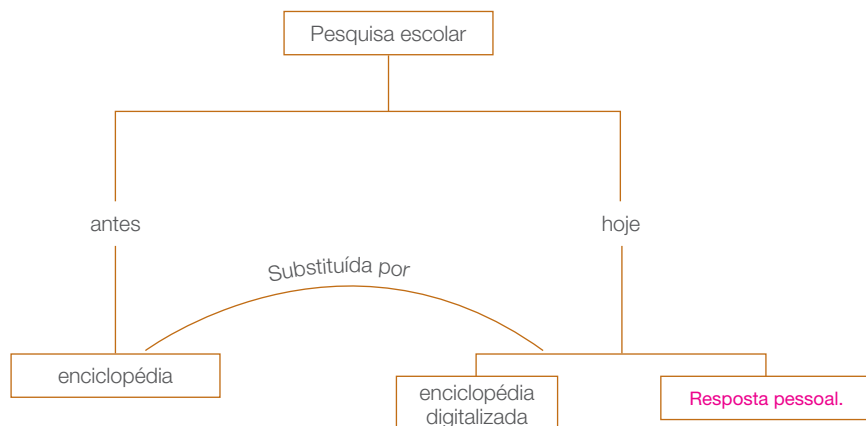 Pesquisa escolar
antes
hoje
Substituída por
enciclopédia
enciclopédia
digitalizada
Resposta pessoal.